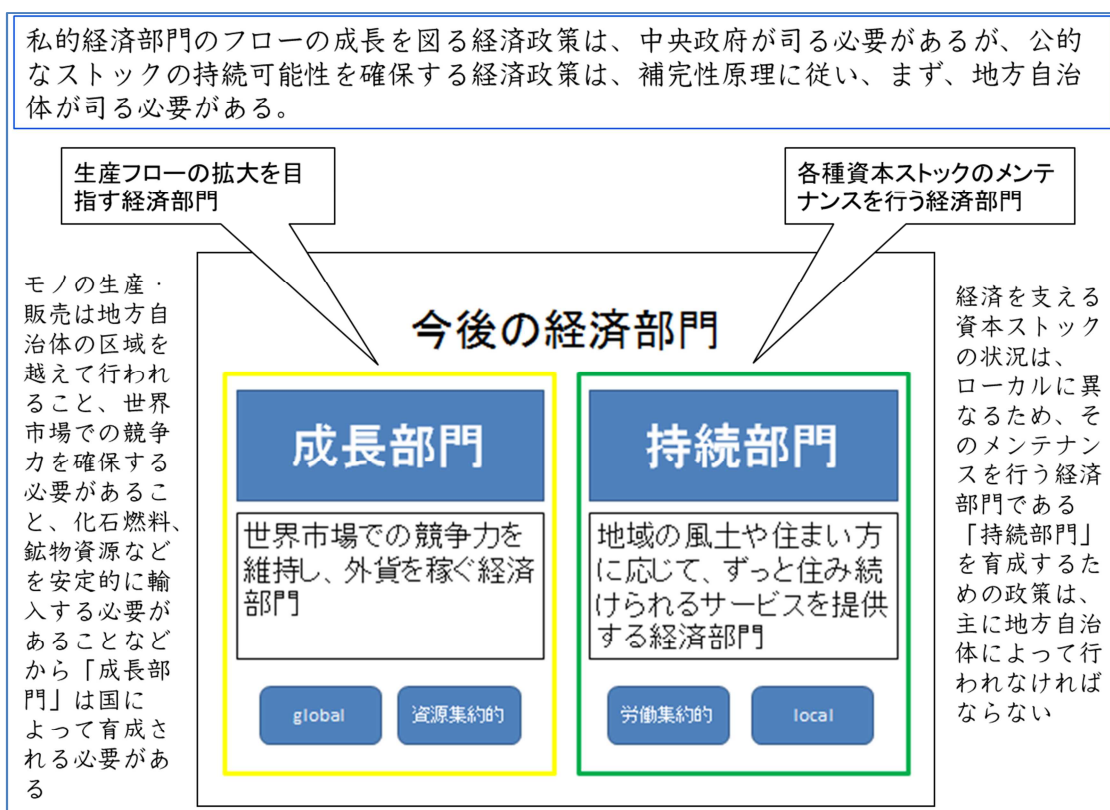 私的経済部門のフローの成長を図る経済政策は、中央政府が司る必要があるが、公的
なストックの持続可能性を確保する経済政策は、補完性原理に従い、まず、地方自治
体が司る必要がある。
生産フローの拡大を目
指す経済部門
各種資本ストックのメンテ
ナンスを行う経済部門
モノの生産・
販売は地方自
治体の区域を
越えて行われ
ること、世界
市場での競争
力を確保する
必要があるこ
と、化石燃料、
鉱物資源など
を安定的に輸
入する必要が
あることなど
から「成長部
門」は国に
よって育成さ
れる必要があ
る
今後の経済部門
成長部門
世界市場での競争力を
維持し、外貨を稼ぐ経済
部門
global
資源集約的
持続部門
地域の風土や住まい方
に応じて、ずっと住み続
けられるサービスを提供
する経済部門
労働集約的
local
経済を支える
資本ストック
の状況は、
ローカルに異
なるため、そ
のメンテナン
スを行う経済
部門である
「持続部門」
を育成するた
めの政策は、
主に地方自治
体によって行
われなければ
ならない